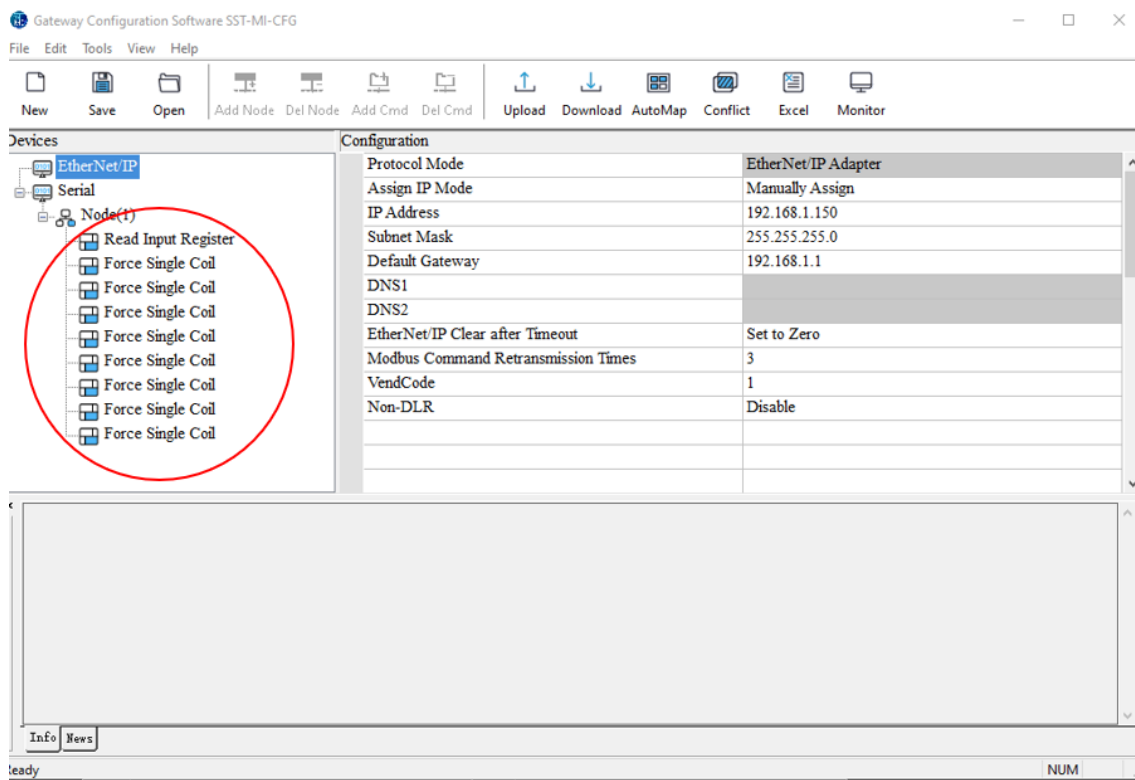 Gateway Configuration Software SST-MI-CFG
File Edit Tools View Help
New Save Open Add Node Del Node Add Cmd Del Cmd Upload Download AutoMap Conflict Excel Monitor
Devices
EtherNet/IP
Serial
Node(1)
Read Input Register
Force Single Coil
Force Single Coil
Force Single Coil
Force Single Coil
Force Single Coil
Force Single Coil
Force Single Coil
Force Single Coil
Configuration
Protocol Mode EtherNet/IP Adapter
Assign IP Mode Manually Assign
IP Address 192.168.1.150
Subnet Mask 255.255.255.0
Default Gateway 192.168.1.1
DNS1
DNS2
EtherNet/IP Clear after Timeout Set to Zero
Modbus Command Retransmission Times 3
VendCode 1
Non-DLR Disable
Info News
Ready NUM